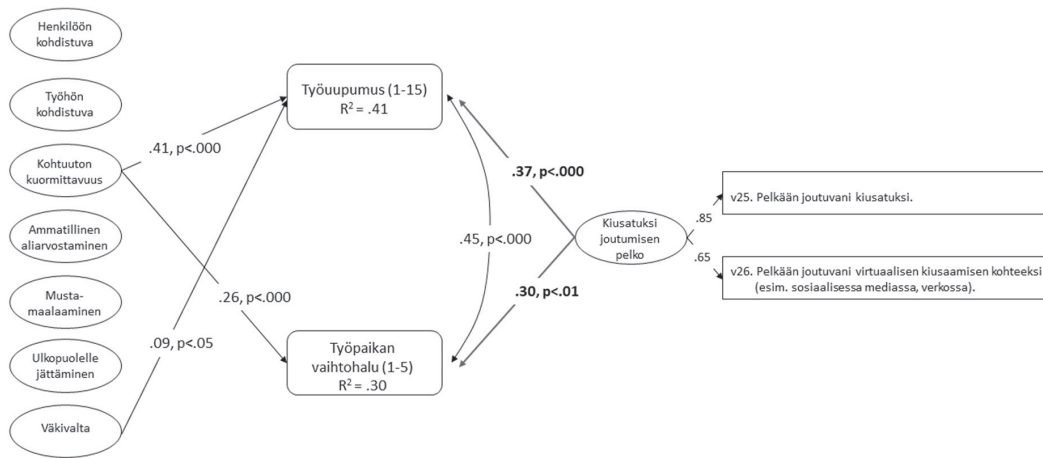 Henkilöön
kohdistuva
Työhön
kohdistuva
Kohtuuton
kuormittavuus
Ammatillinen
aliarvostaminen
Musta-
maalaaminen
Ulkopuolelle
jättäminen
Väkivalta
.41, p<.000
.26, p<.000
.09, p<.05
Työuupumus (1-15)
R² = .41
Työpaikan
vaihtohalu (1-5)
R² = .30
.45, p<.000
.37, p<.000
.30, p<.01
Kiusatuksi
joutumisen
pelko
.85
.65
v25. Pelkään joutuvani kiusatuksi.
v26. Pelkään joutuvani virtuaalisen kiusaamisen kohteeksi
(esim. sosiaalisessa mediassa, verkossa).